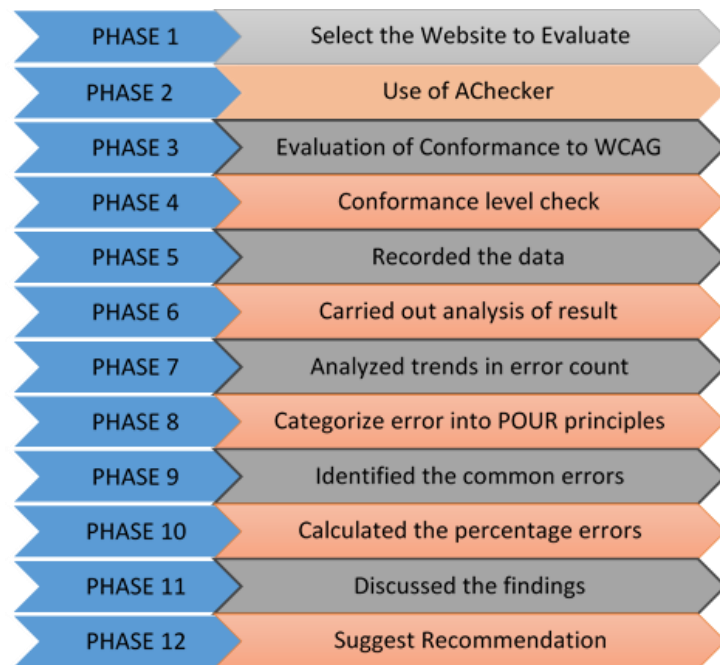 PHASE 1 Select the Website to Evaluate
PHASE 2 Use of AChecker
PHASE 3 Evaluation of Conformance to WCAG
PHASE 4 Conformance level check
PHASE 5 Recorded the data
PHASE 6 Carried out analysis of result
PHASE 7 Analyzed trends in error count
PHASE 8 Categorize error into POUR principles
PHASE 9 Identified the common errors
PHASE 10 Calculated the percentage errors
PHASE 11 Discussed the findings
PHASE 12 Suggest Recommendation